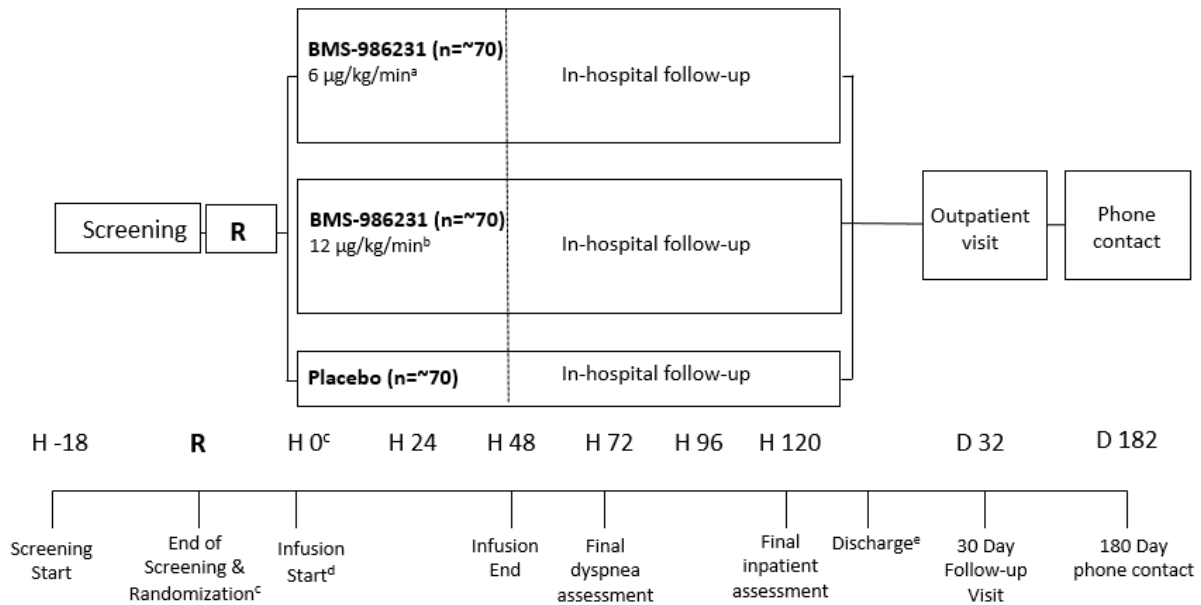 BMS-986231 (n=~70)
6 µg/kg/minᵃ
In-hospital follow-up
Screening
R
BMS-986231 (n=~70)
12 µg/kg/minᵇ
In-hospital follow-up
Outpatient
visit
Phone
contact
Placebo (n=~70)
In-hospital follow-up
H -18
R
H 0ᶜ
H 24
H 48
H 72
H 96
H 120
D 32
D 182
Screening
Start
End of
Screening &
Randomizationᶜ
Infusion
Startᵈ
Infusion
End
Final
dyspnea
assessment
Final
inpatient
assessment
Dischargeᵉ
30 Day
Follow-up
Visit
180 Day
phone contact